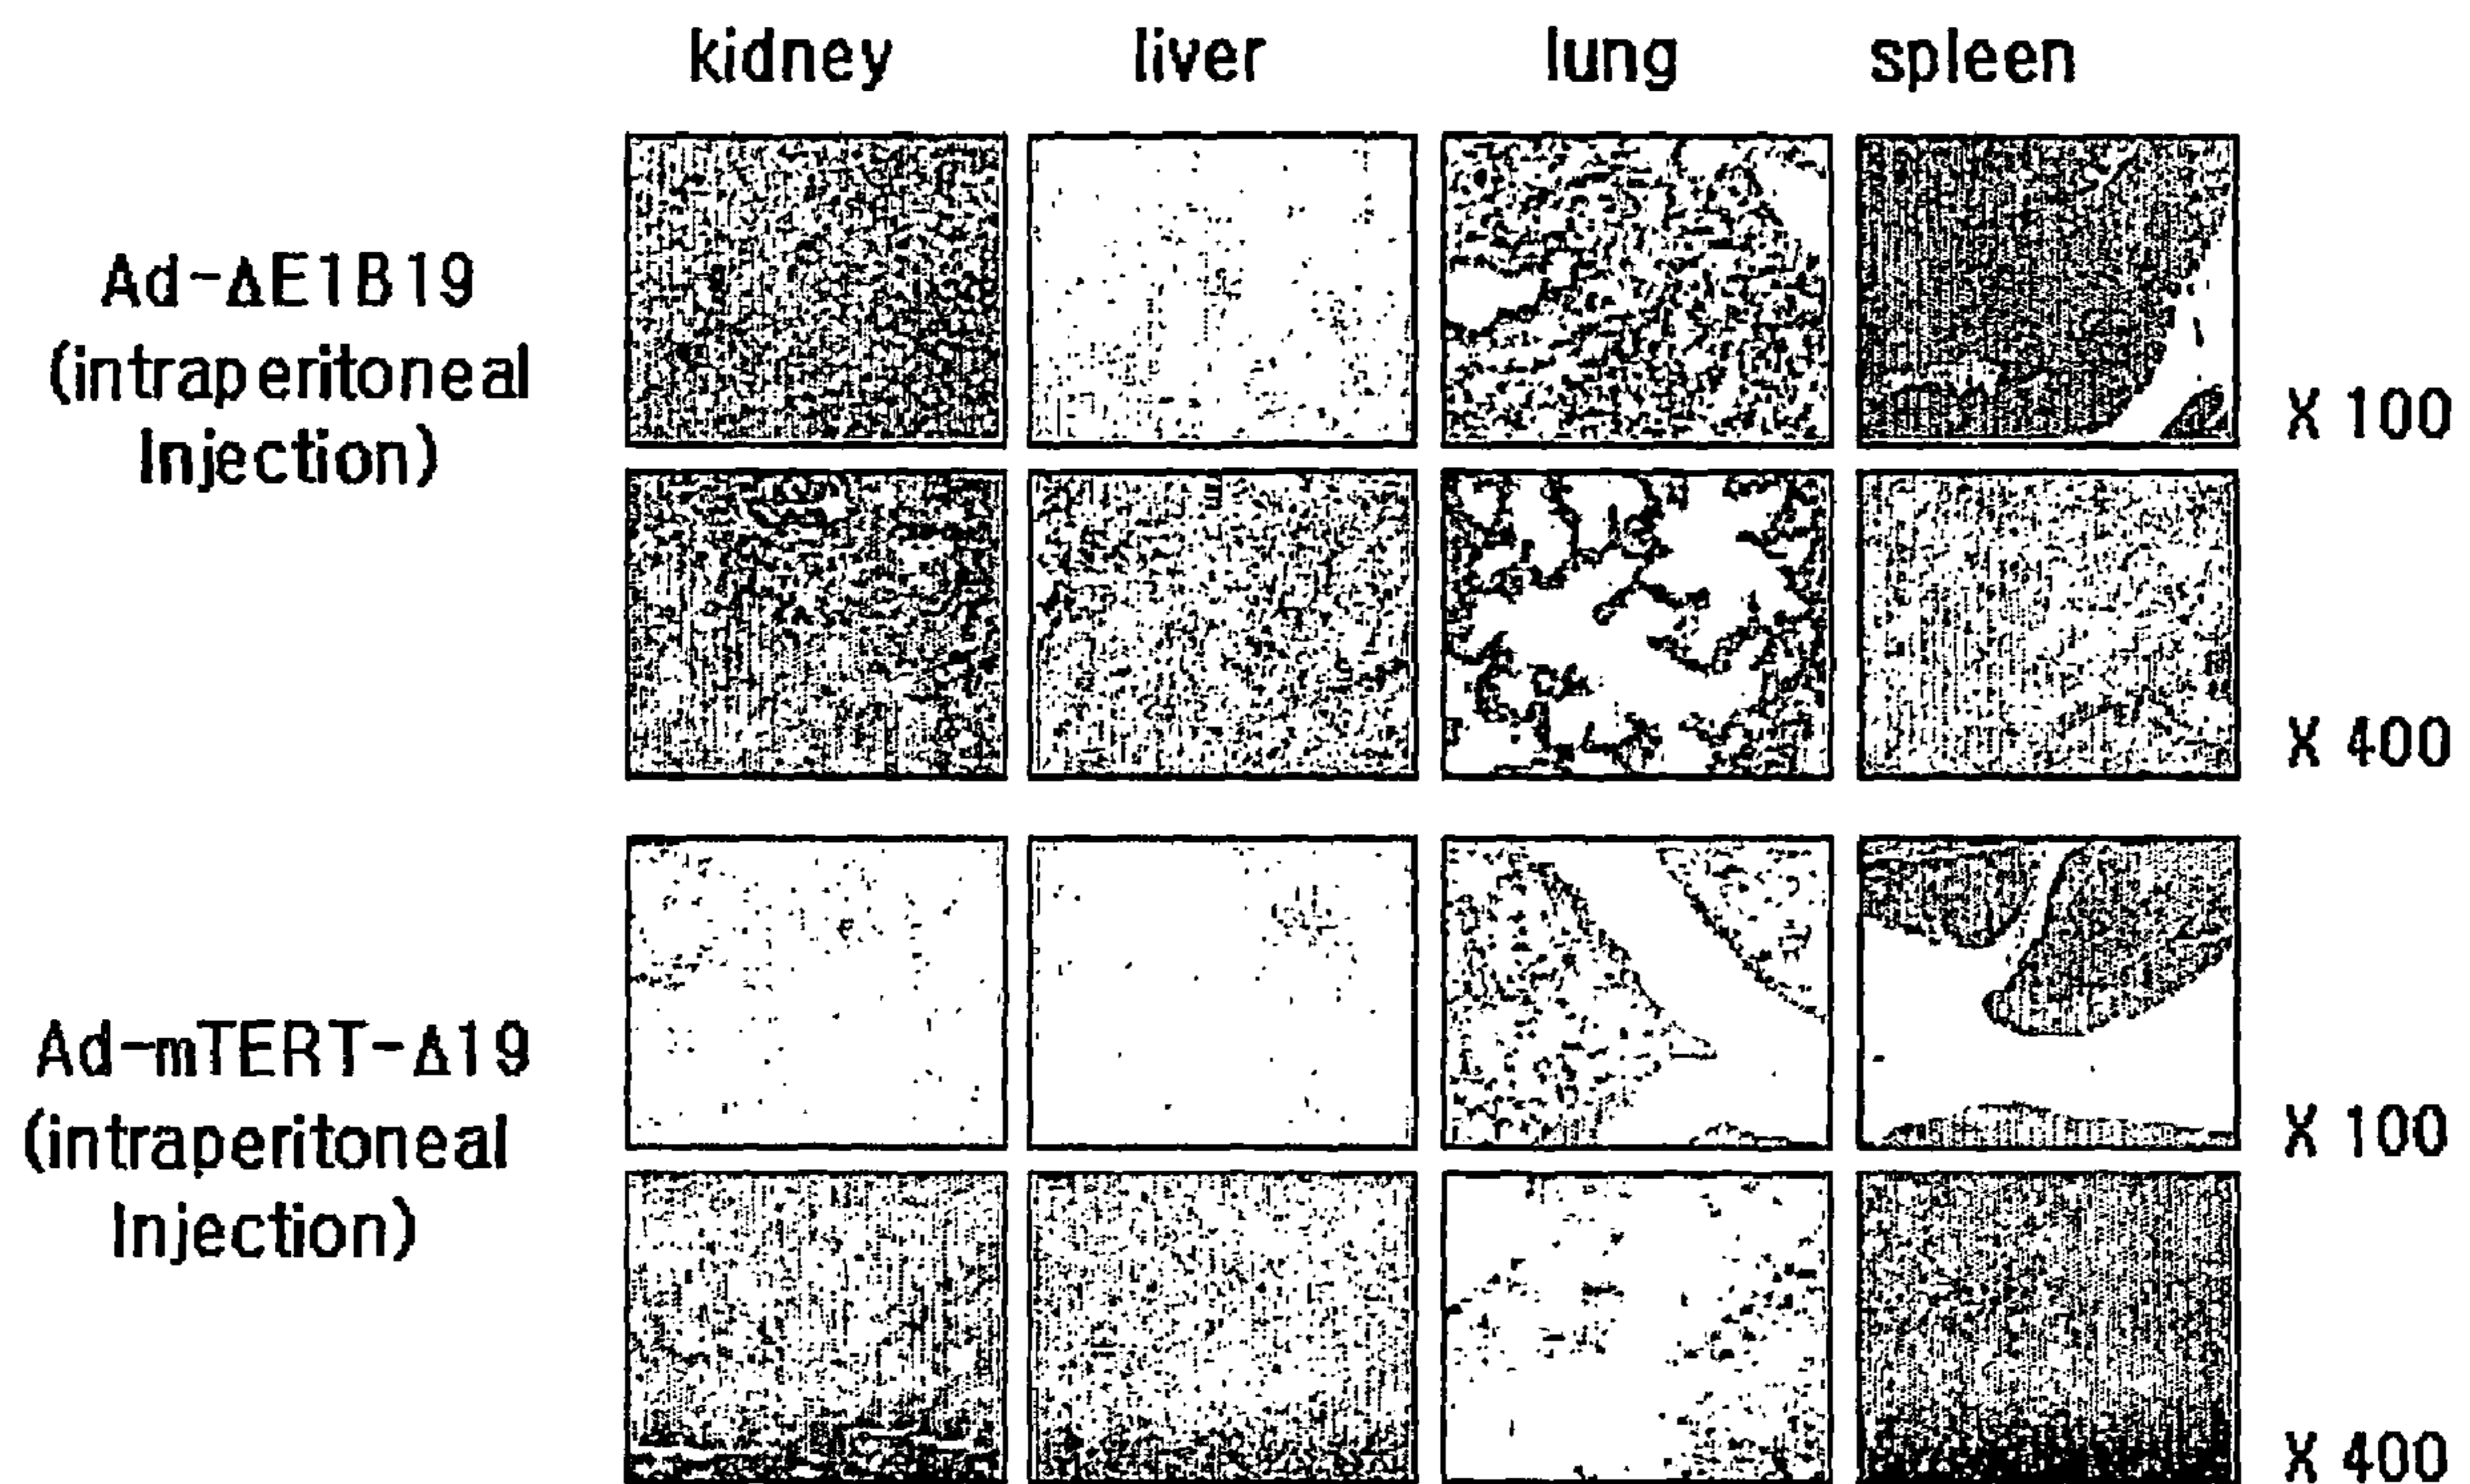 kidney liver lung spleen
Ad-ΔE1B19
(intraperitoneal
Injection)
X 100
X 400
Ad-mTERT-Δ19
(intraperitoneal
Injection)
X 100
X 400